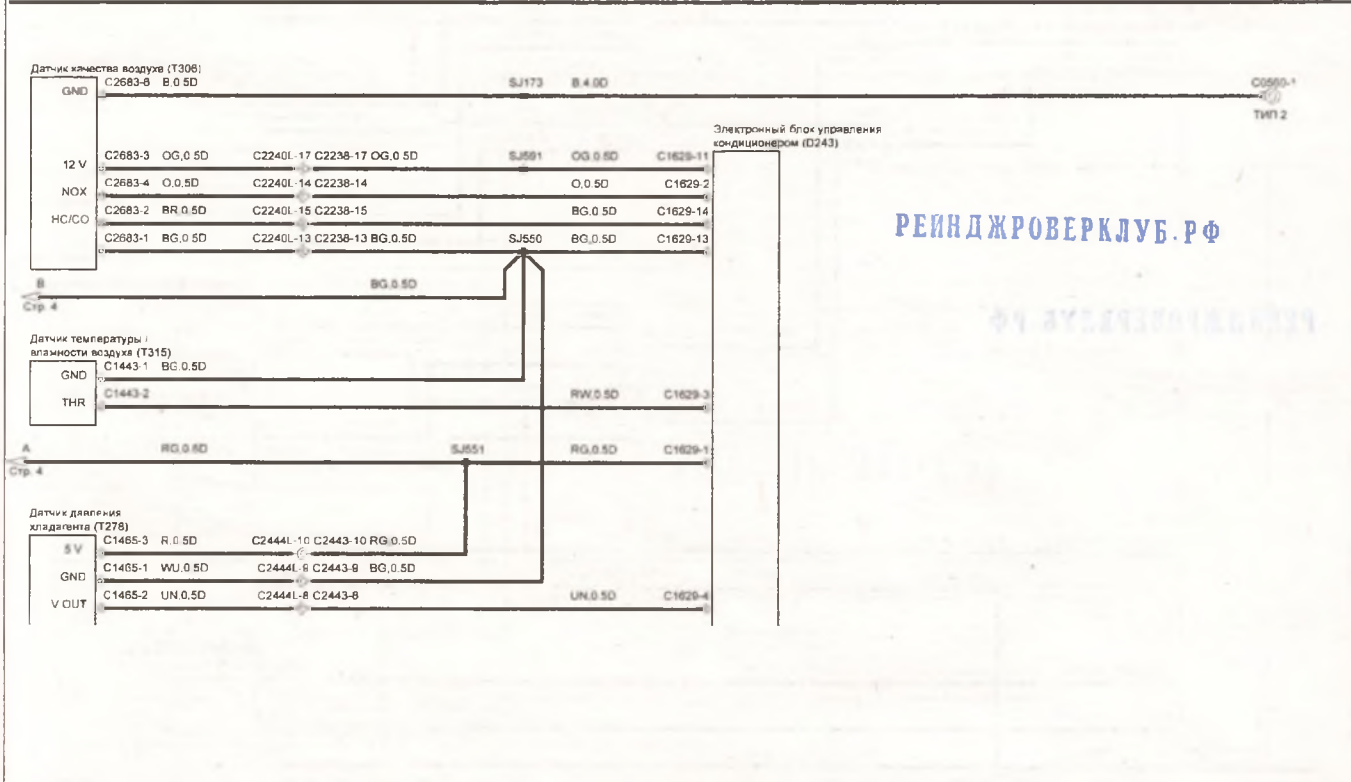 Датчик качества воздуха (T306)
C2683-6 B,0.5D SJ173 B,4.0D C0560-1
GND
ТИП 2
Электронный блок управления
кондиционером (D243)
C2683-3 OG,0.5D C2240L-17 C2238-17 OG,0.5D SJ591 OG,0.5D C1629-11
12 V
C2683-4 O,0.5D C2240L-14 C2238-14 O,0.5D C1629-2
NOX
C2683-2 BR,0.5D C2240L-15 C2238-15 BG,0.5D C1629-14
HC/CO
C2683-1 BG,0.5D C2240L-13 C2238-13 BG,0.5D SJ550 BG,0.5D C1629-13
РЕИНДЖРОВЕРКЛУБ.РФ
B BG,0.5D
Стр. 4
Датчик температуры /
влажности воздуха (T315)
C1443-1 BG,0.5D
GND
C1443-2 RW,0.5D C1629-3
THR
A RG,0.5D SJ551 RG,0.5D C1629-1
Стр. 4
Датчик давления
хладагента (T278)
C1465-3 R,0.5D C2444L-10 C2443-10 RG,0.5D
5 V
C1465-1 WU,0.5D C2444L-9 C2443-9 BG,0.5D
GND
C1465-2 UN,0.5D C2444L-8 C2443-8 UN,0.5D C1629-4
V OUT